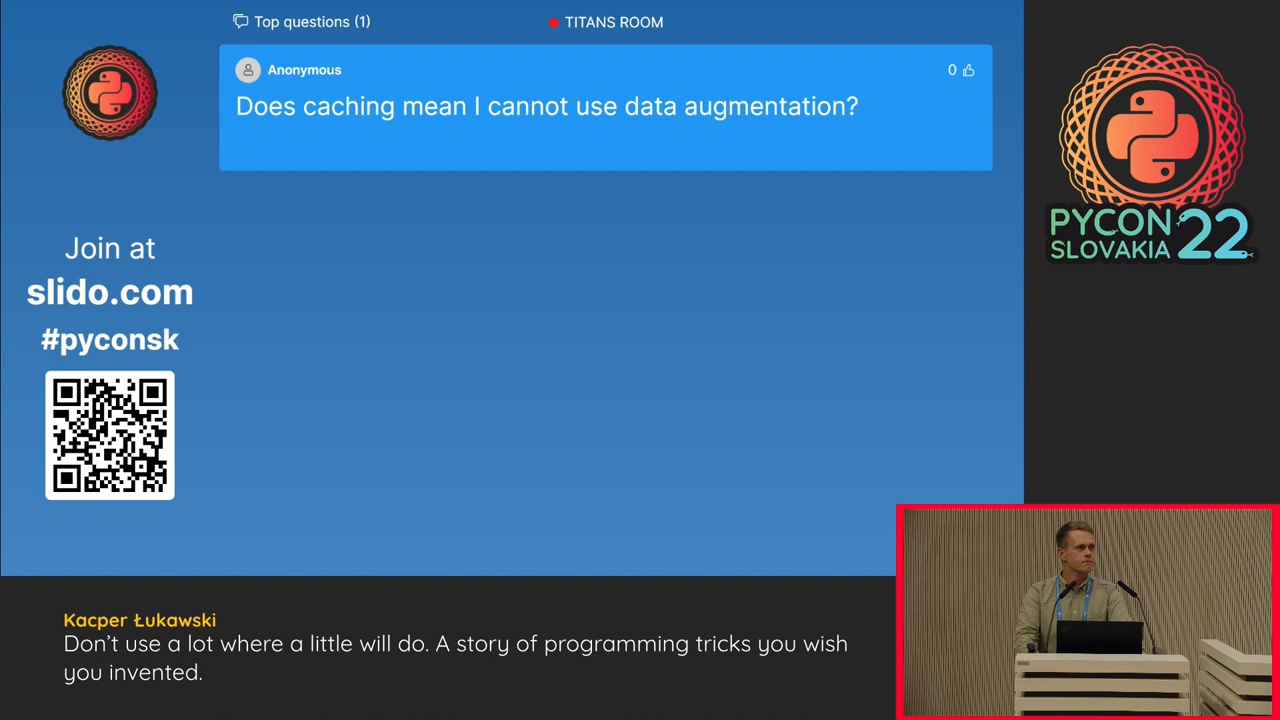 Top questions (1)
TITANS ROOM
Anonymous
0
Does caching mean I cannot use data augmentation?
Join at
slido.com
#pyconsk
PYCON
SLOVAKIA
22
Kacper Łukawski
Don’t use a lot where a little will do. A story of programming tricks you wish
you invented.